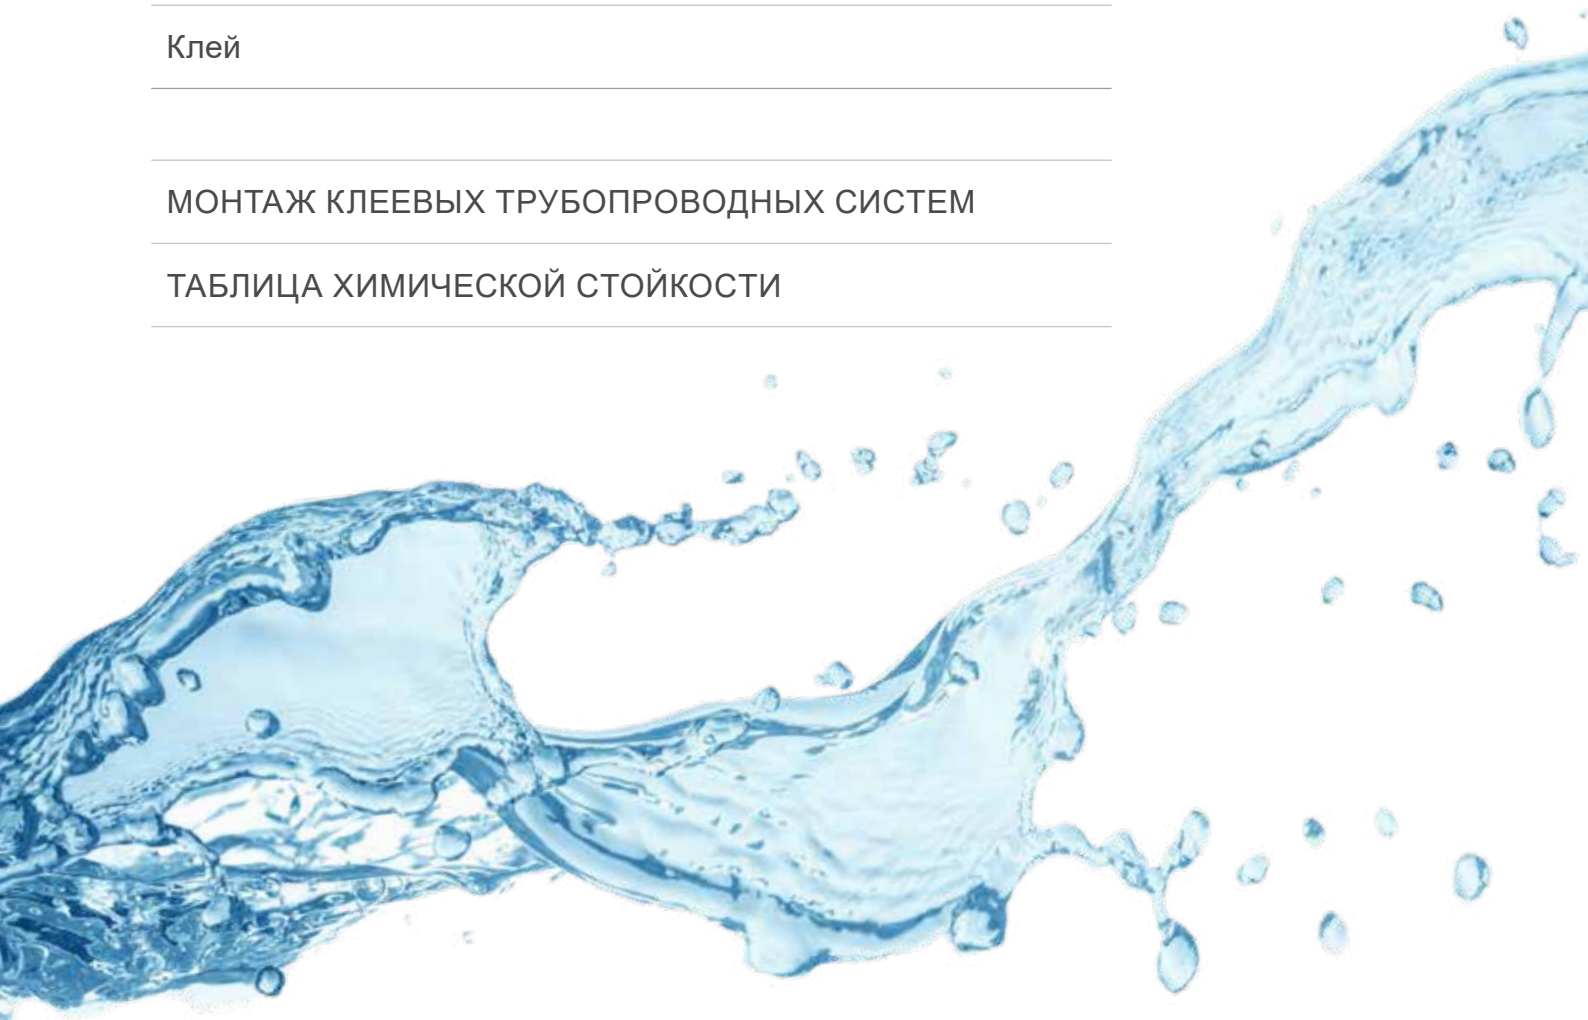 Клей
МОНТАЖ КЛЕЕВЫХ ТРУБОПРОВОДНЫХ СИСТЕМ
ТАБЛИЦА ХИМИЧЕСКОЙ СТОЙКОСТИ